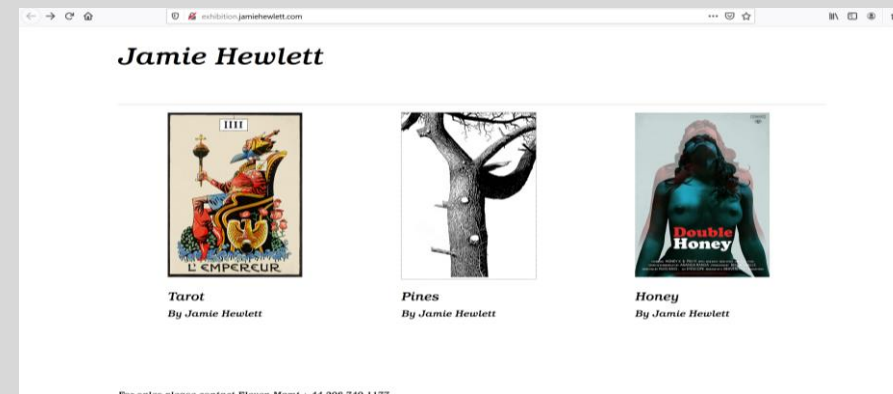 exhibition.jamiehewlett.com
Jamie Hewlett
IIII
L'EMPEREUR
Double
Honey
Tarot
By Jamie Hewlett
Pines
By Jamie Hewlett
Honey
By Jamie Hewlett